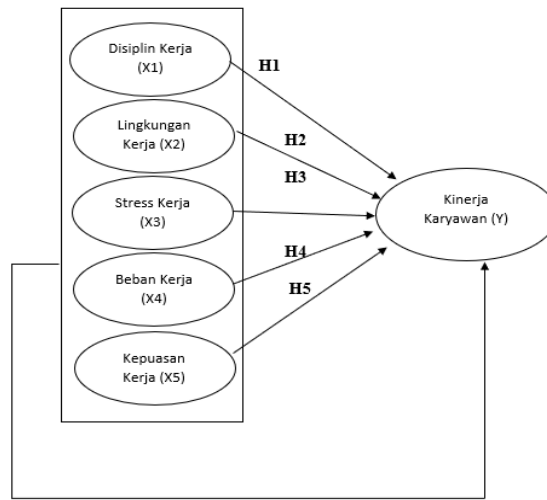 Disiplin Kerja
(X1)
H1
Lingkungan
Kerja (X2)
H2
H3
Stress Kerja
(X3)
Kinerja
Karyawan (Y)
H4
Beban Kerja
(X4)
H5
Kepuasan
Kerja (X5)